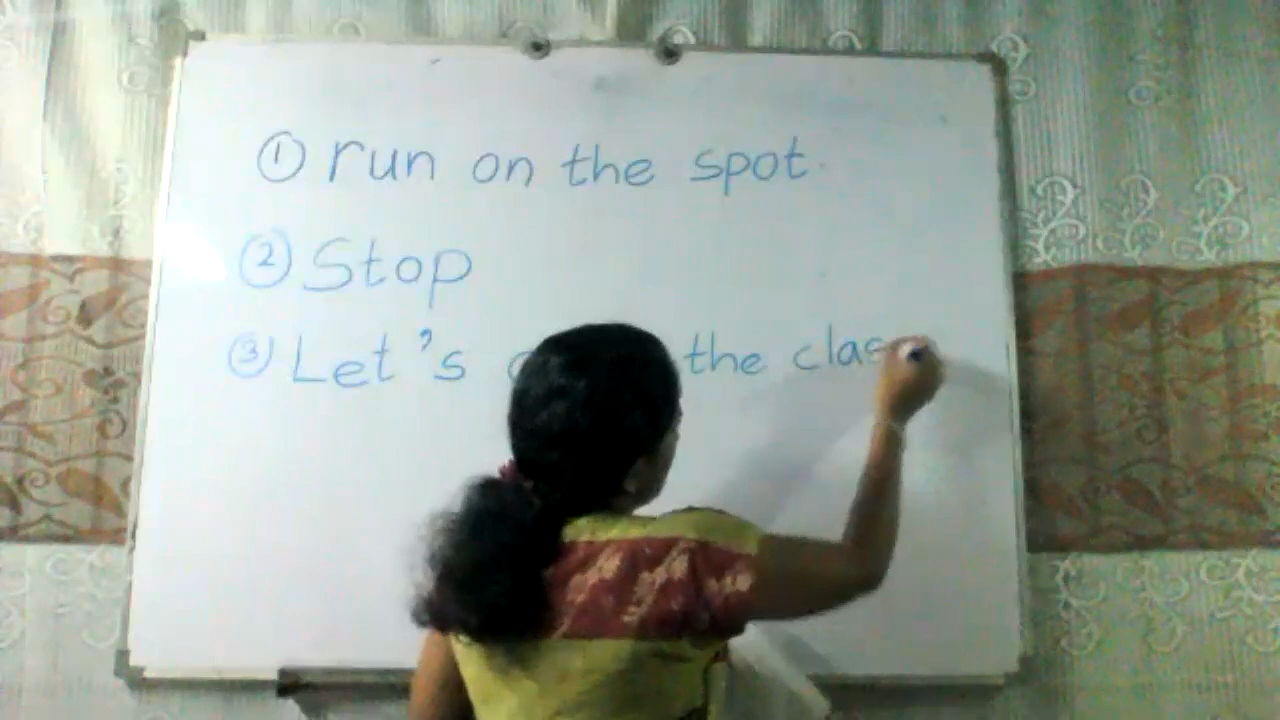 ① run on the spot.
② Stop
③ Let's the clas